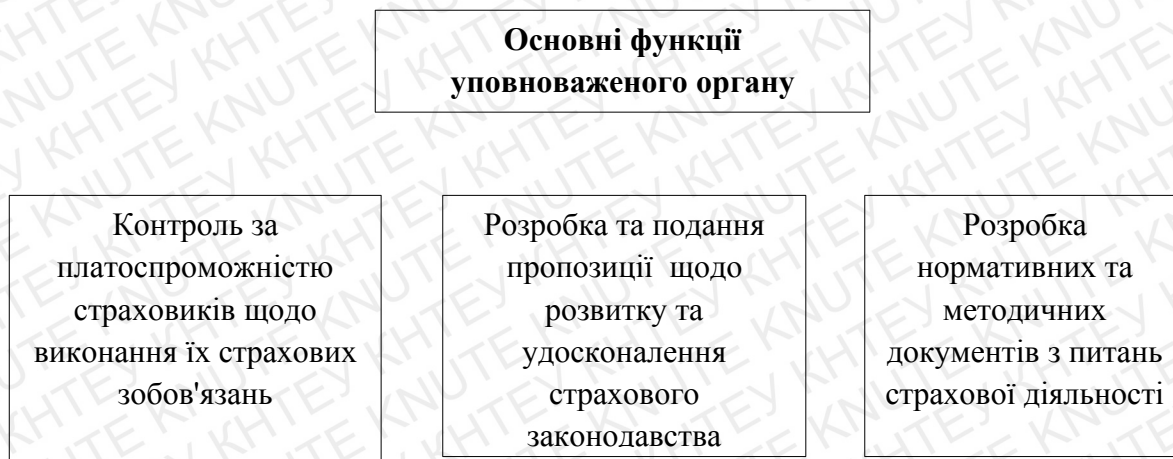 Основні функції
уповноваженого органу
Контроль за
платоспроможністю
страховиків щодо
виконання їх страхових
зобов'язань
Розробка та подання
пропозиції щодо
розвитку та
удосконалення
страхового
законодавства
Розробка
нормативних та
методичних
документів з питань
страхової діяльності